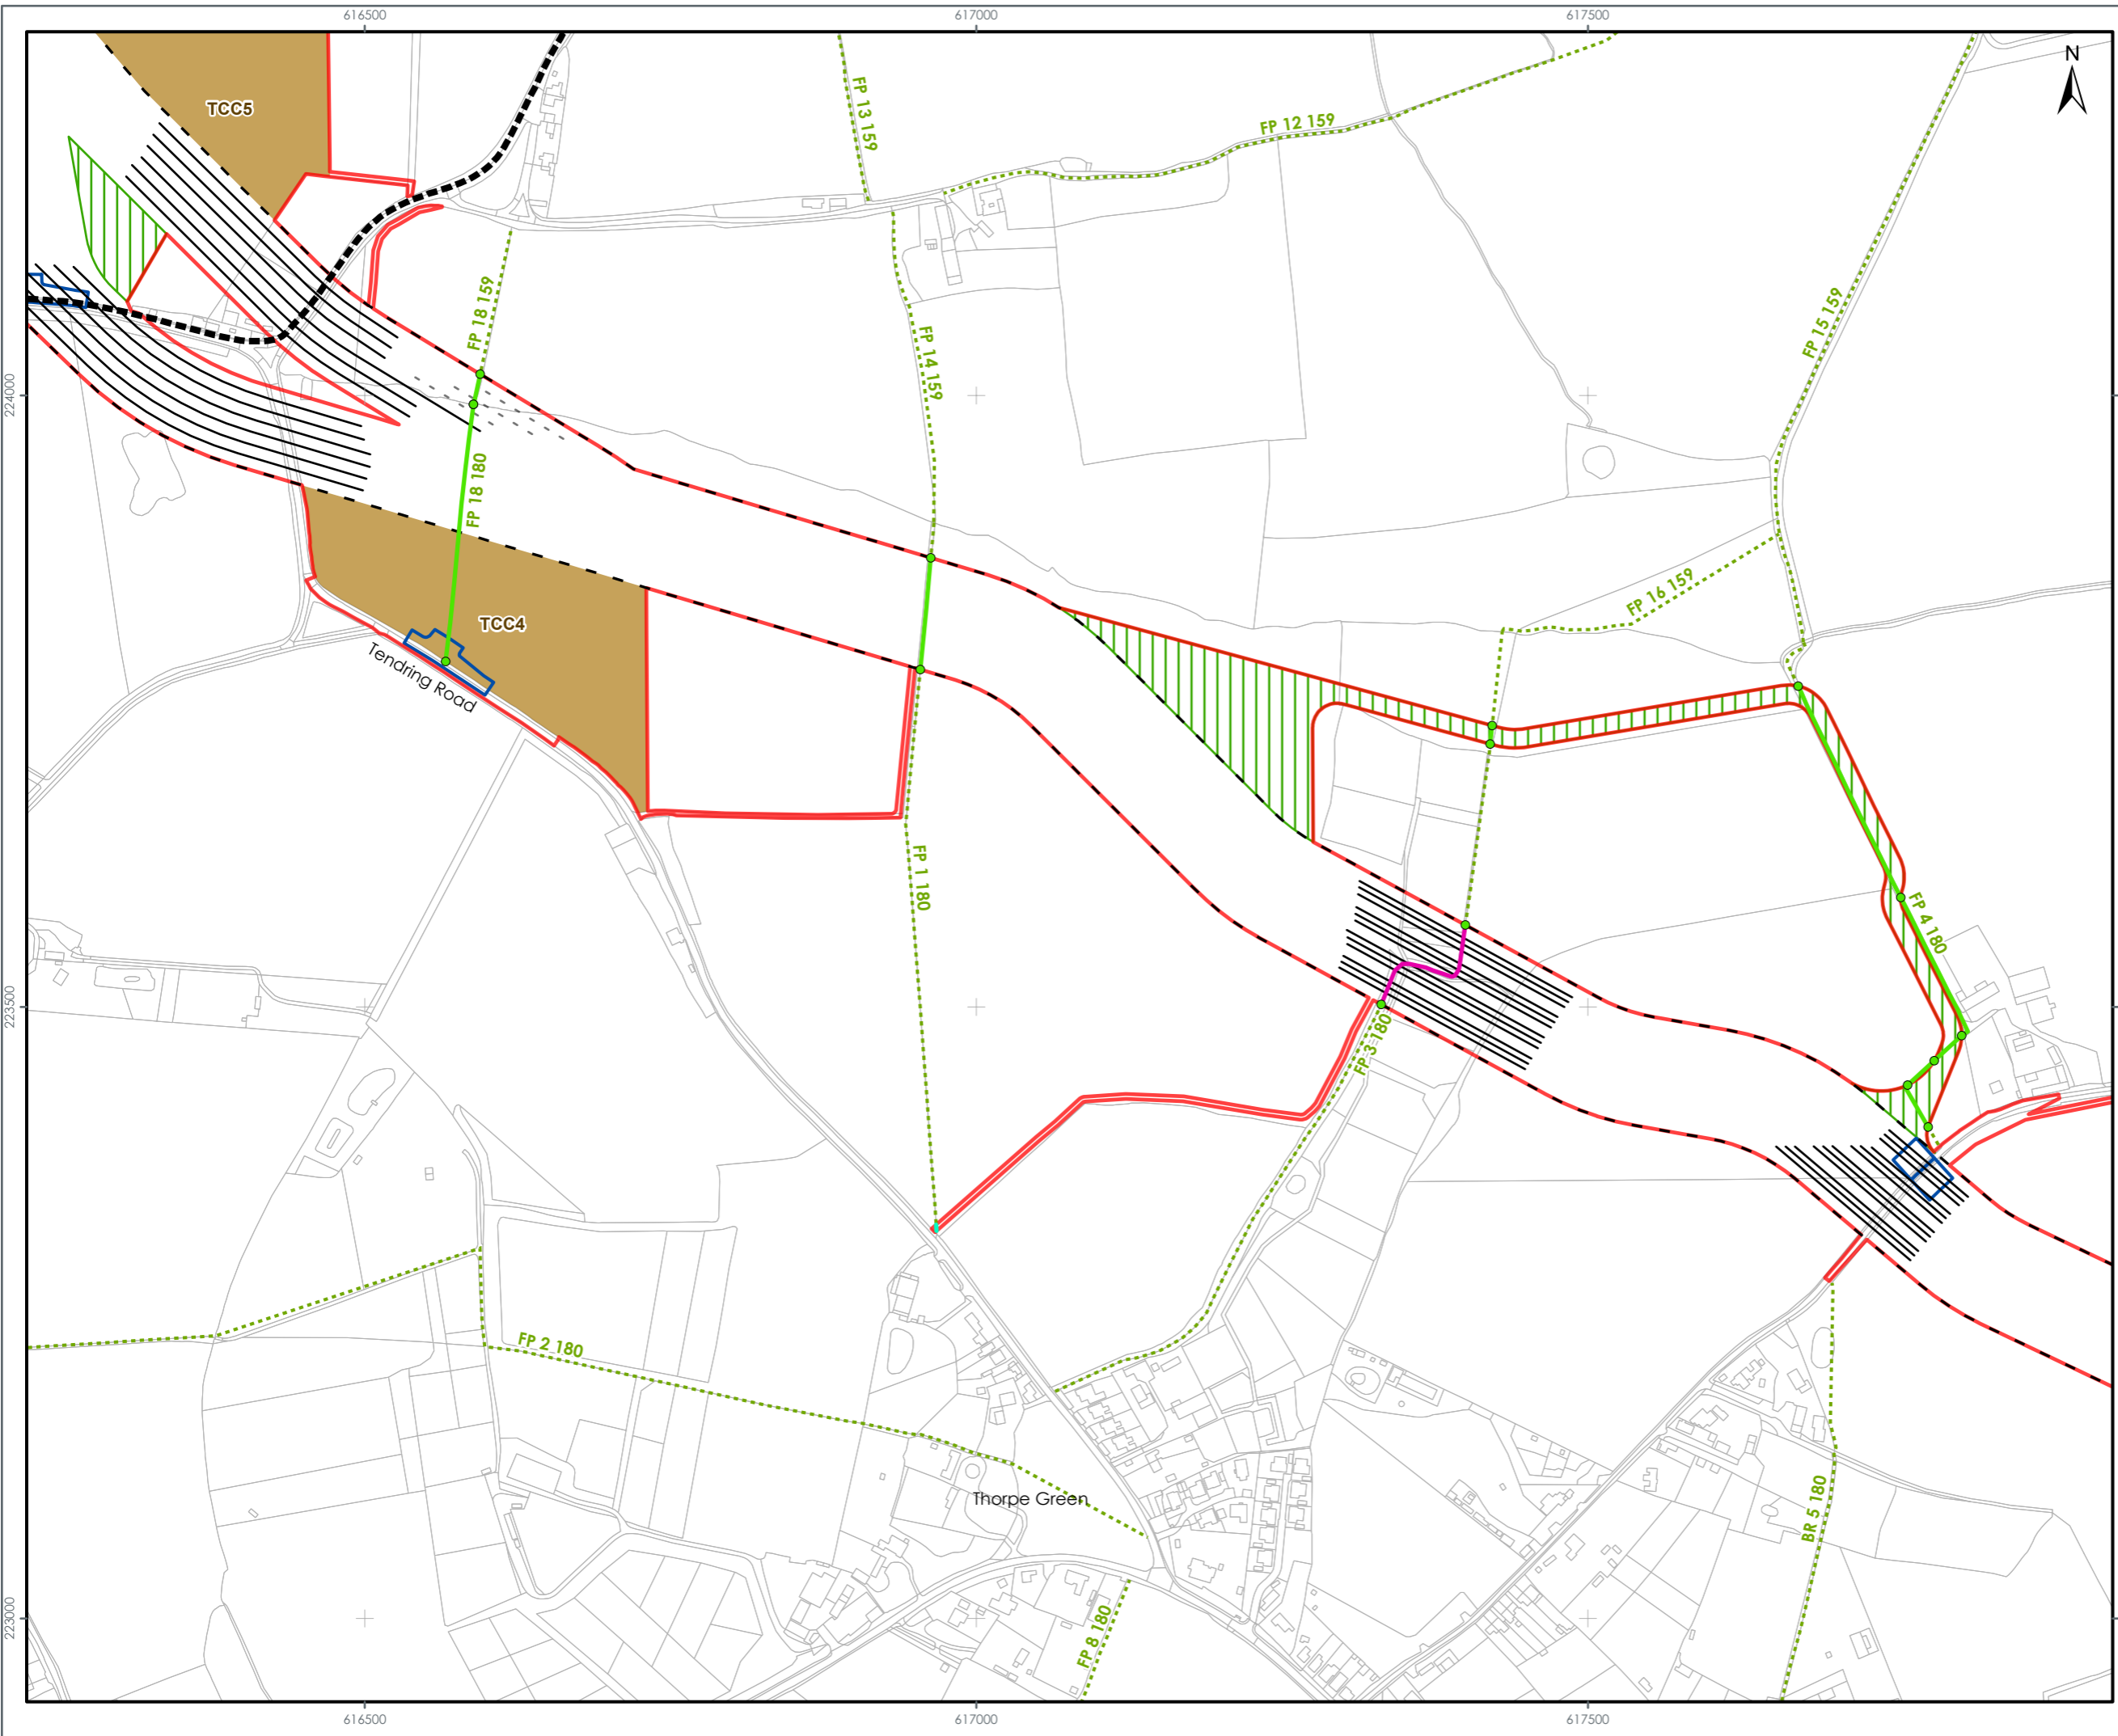 616500
617000
617500
N
TCC5
FP 13 159
FP 12 159
FP 18 159
FP 15 159
FP 14 159
224000
FP 18 180
FP 16 159
TCC4
Tendring Road
FP 1 180
FP 4 180
223500
FP 3 180
FP 2 180
Thorpe Green
BR 5 180
FP 8 180
223000
616500
617000
617500